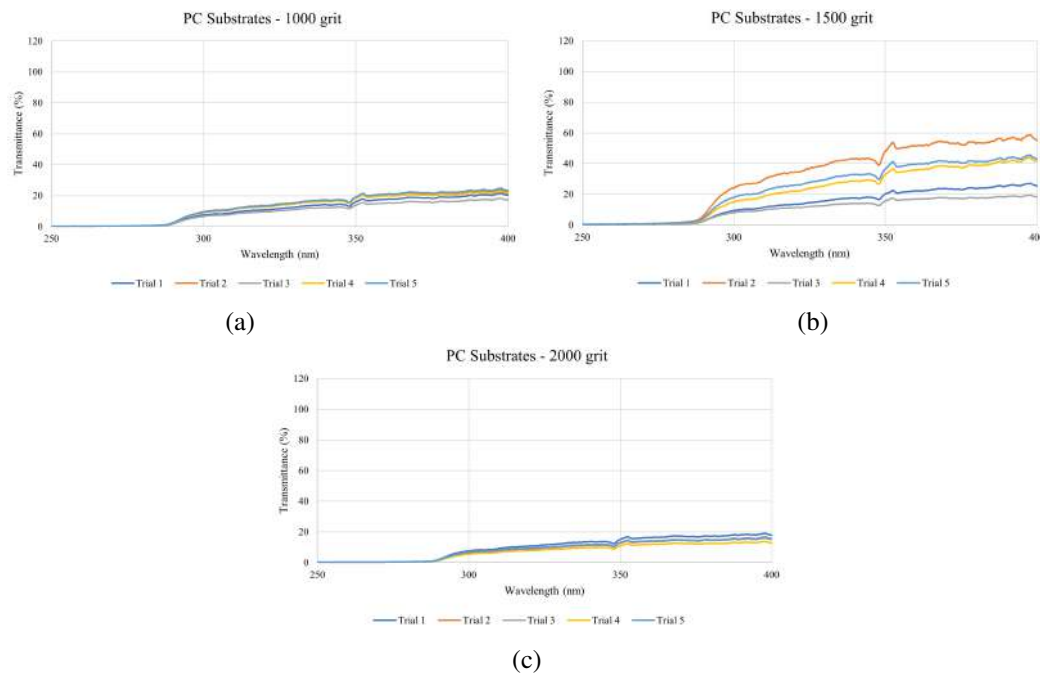 PC Substrates - 1000 grit
120
100
80
60
40
20
0
Transmittance (%)
250 300 350 400
Wavelength (nm)
Trial 1 Trial 2 Trial 3 Trial 4 Trial 5
(a)
PC Substrates - 1500 grit
120
100
80
60
40
20
0
Transmittance (%)
250 300 350 400
Wavelength (nm)
Trial 1 Trial 2 Trial 3 Trial 4 Trial 5
(b)
PC Substrates - 2000 grit
120
100
80
60
40
20
0
Transmittance (%)
250 300 350 400
Wavelength (nm)
Trial 1 Trial 2 Trial 3 Trial 4 Trial 5
(c)